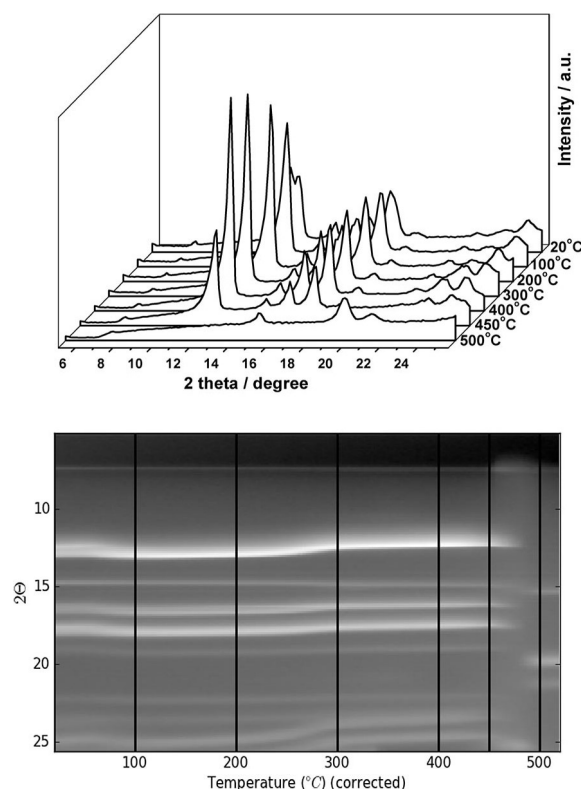 Intensity / a.u.
20°C
100°C
200°C
300°C
400°C
450°C
500°C
6 8 10 12 14 16 18 20 22 24
2 theta / degree
10
15
20
25
2Θ
100 200 300 400 500
Temperature (°C) (corrected)